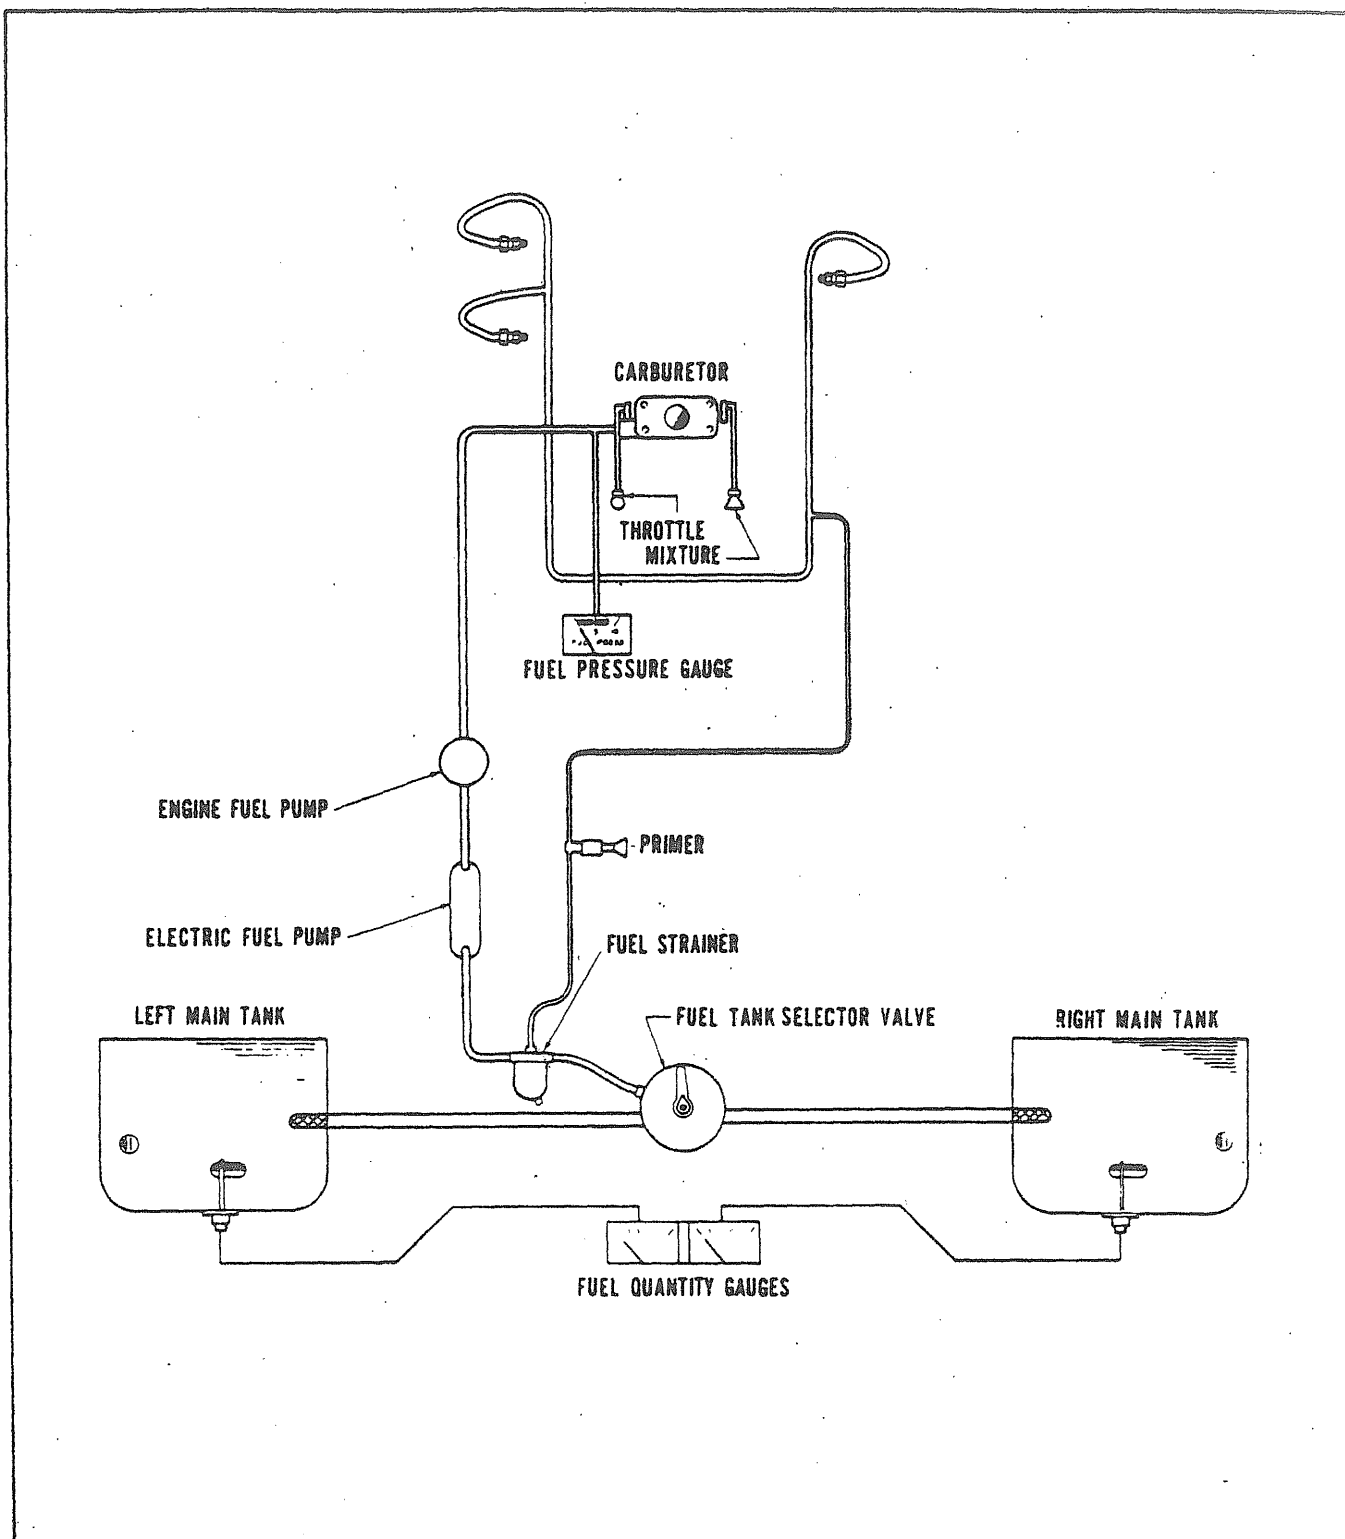 CARBURETOR
THROTTLE
MIXTURE
FUEL PRESSURE GAUGE
ENGINE FUEL PUMP
PRIMER
ELECTRIC FUEL PUMP
FUEL STRAINER
LEFT MAIN TANK
FUEL TANK SELECTOR VALVE
RIGHT MAIN TANK
FUEL QUANTITY GAUGES